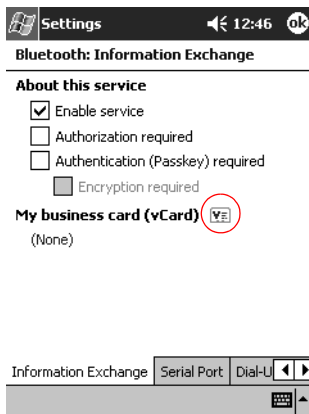 Settings 12:46 ok
Bluetooth: Information Exchange
About this service
Enable service
Authorization required
Authentication (Passkey) required
Encryption required
My business card (vCard)
(None)
Information Exchange Serial Port Dial-U